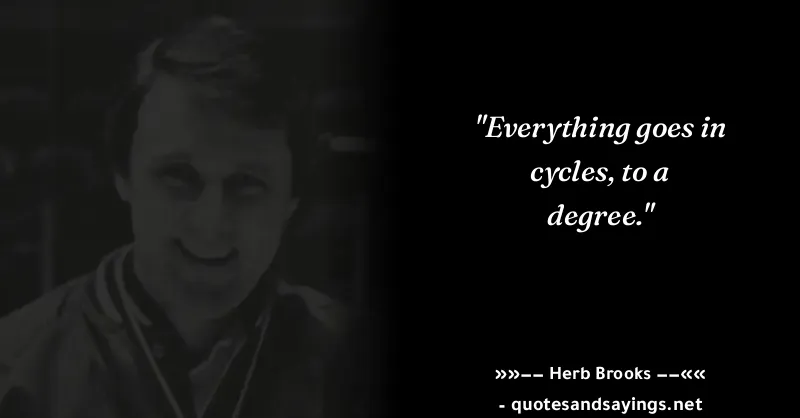 "Everything goes in
cycles, to a
degree."
»»−− Herb Brooks −−««
- quotesandsayings.net